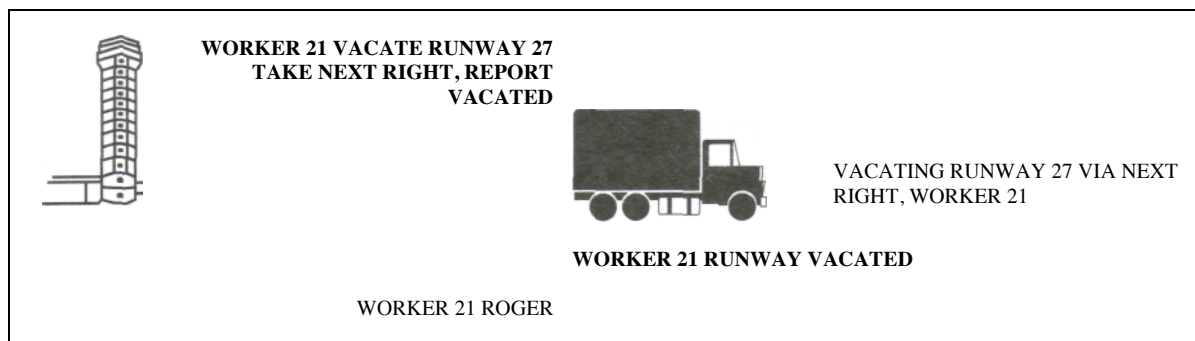 WORKER 21 VACATE RUNWAY 27
TAKE NEXT RIGHT, REPORT
VACATED
VACATING RUNWAY 27 VIA NEXT
RIGHT, WORKER 21
WORKER 21 RUNWAY VACATED
WORKER 21 ROGER